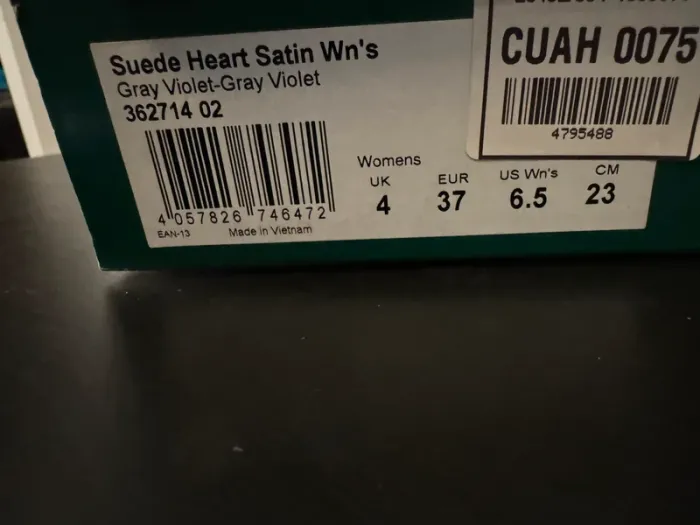 Suede Heart Satin Wn's
Gray Violet-Gray Violet
362714 02
4 057826 746472
EAN-13 Made in Vietnam
Womens
UK EUR US Wn's CM
4 37 6.5 23
CUAH 0075
4795488